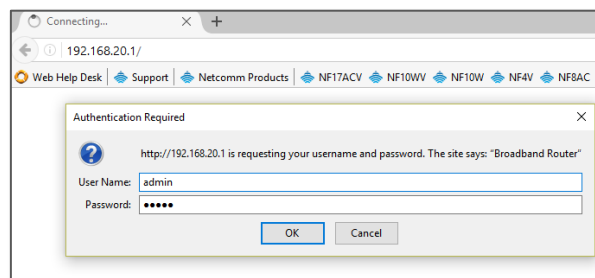 Connecting...
192.168.20.1/
Web Help Desk Support Netcomm Products NF17ACV NF10WV NF10W NF4V NF8AC
Authentication Required
http://192.168.20.1 is requesting your username and password. The site says: "Broadband Router"
User Name: admin
Password: •••••
OK Cancel